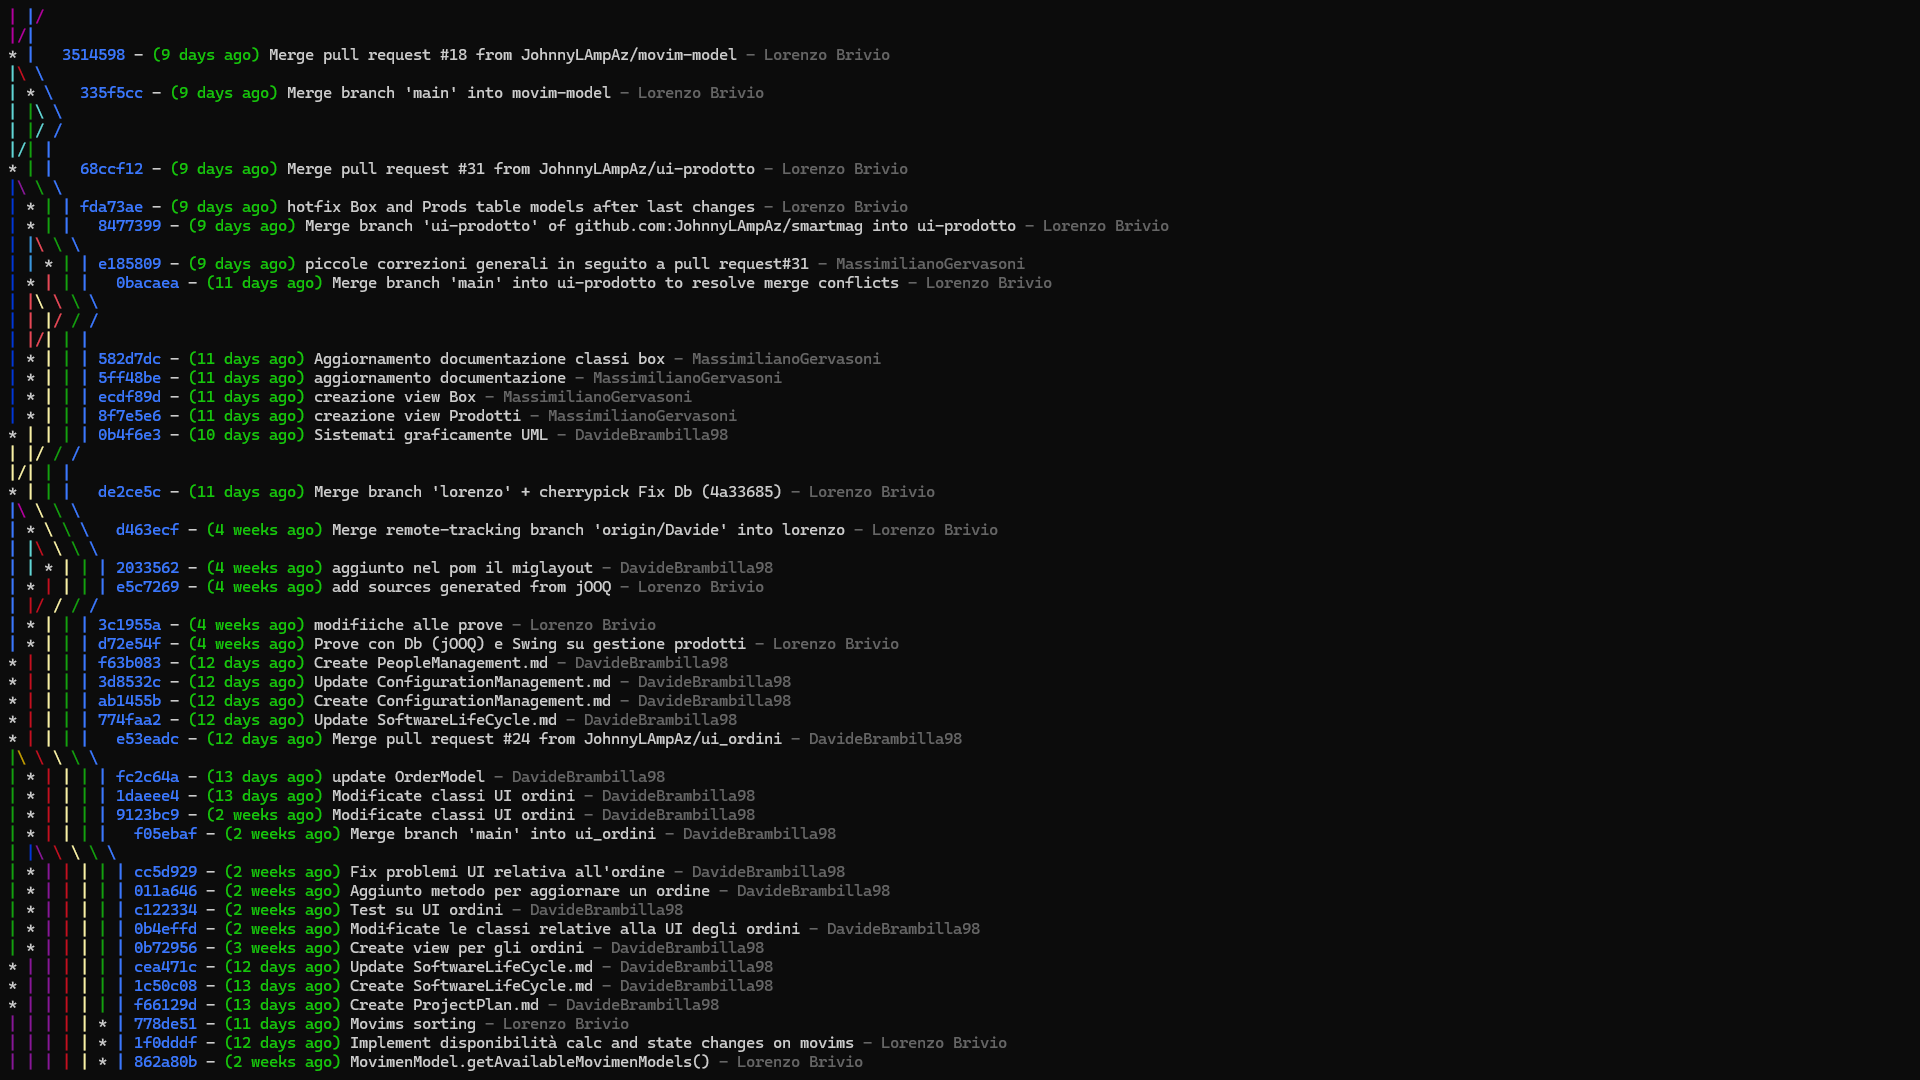 | |/
|/|
* |   3514598 - (9 days ago) Merge pull request #18 from JohnnyLAmpAz/movim-model - Lorenzo Brivio
|\ \
| * \   335f5cc - (9 days ago) Merge branch 'main' into movim-model - Lorenzo Brivio
| |\ \
| |/ /
|/| |
* | |   68ccf12 - (9 days ago) Merge pull request #31 from JohnnyLAmpAz/ui-prodotto - Lorenzo Brivio
|\ \ \
| * | | fda73ae - (9 days ago) hotfix Box and Prods table models after last changes - Lorenzo Brivio
| * | |   8477399 - (9 days ago) Merge branch 'ui-prodotto' of github.com:JohnnyLAmpAz/smartmag into ui-prodotto - Lorenzo Brivio
| |\ \ \
| | * | | e185809 - (9 days ago) piccole correzioni generali in seguito a pull request#31 - MassimilianoGervasoni
| * | | |   0bacaea - (11 days ago) Merge branch 'main' into ui-prodotto to resolve merge conflicts - Lorenzo Brivio
| |\ \ \ \
| | |/ / /
| |/| | |
| * | | | 582d7dc - (11 days ago) Aggiornamento documentazione classi box - MassimilianoGervasoni
| * | | | 5ff48be - (11 days ago) aggiornamento documentazione - MassimilianoGervasoni
| * | | | ecdf89d - (11 days ago) creazione view Box - MassimilianoGervasoni
| * | | | 8f7e5e6 - (11 days ago) creazione view Prodotti - MassimilianoGervasoni
* | | | | 0b4f6e3 - (10 days ago) Sistemati graficamente UML - DavideBrambilla98
| |/ / /
|/| | |
* | | |   de2ce5c - (11 days ago) Merge branch 'lorenzo' + cherrypick Fix Db (4a33685) - Lorenzo Brivio
|\ \ \ \
| * \ \ \   d463ecf - (4 weeks ago) Merge remote-tracking branch 'origin/Davide' into lorenzo - Lorenzo Brivio
| |\ \ \ \
| | * | | | 2033562 - (4 weeks ago) aggiunto nel pom il miglayout - DavideBrambilla98
| * | | | | e5c7269 - (4 weeks ago) add sources generated from jOOQ - Lorenzo Brivio
| |/ / / /
| * | | | 3c1955a - (4 weeks ago) modifiiche alle prove - Lorenzo Brivio
| * | | | d72e54f - (4 weeks ago) Prove con Db (jOOQ) e Swing su gestione prodotti - Lorenzo Brivio
* | | | | f63b083 - (12 days ago) Create PeopleManagement.md - DavideBrambilla98
* | | | | 3d8532c - (12 days ago) Update ConfigurationManagement.md - DavideBrambilla98
* | | | | ab1455b - (12 days ago) Create ConfigurationManagement.md - DavideBrambilla98
* | | | | 774faa2 - (12 days ago) Update SoftwareLifeCycle.md - DavideBrambilla98
* | | | |   e53eadc - (12 days ago) Merge pull request #24 from JohnnyLAmpAz/ui_ordini - DavideBrambilla98
|\ \ \ \ \
| * | | | | fc2c64a - (13 days ago) update OrderModel - DavideBrambilla98
| * | | | | 1daeee4 - (13 days ago) Modificate classi UI ordini - DavideBrambilla98
| * | | | | 9123bc9 - (2 weeks ago) Modificate classi UI ordini - DavideBrambilla98
| * | | | |   f05ebaf - (2 weeks ago) Merge branch 'main' into ui_ordini - DavideBrambilla98
| |\ \ \ \ \
| * | | | | | cc5d929 - (2 weeks ago) Fix problemi UI relativa all'ordine - DavideBrambilla98
| * | | | | | 011a646 - (2 weeks ago) Aggiunto metodo per aggiornare un ordine - DavideBrambilla98
| * | | | | | c122334 - (2 weeks ago) Test su UI ordini - DavideBrambilla98
| * | | | | | 0b4effd - (2 weeks ago) Modificate le classi relative alla UI degli ordini - DavideBrambilla98
| * | | | | | 0b72956 - (3 weeks ago) Create view per gli ordini - DavideBrambilla98
* | | | | | | cea471c - (12 days ago) Update SoftwareLifeCycle.md - DavideBrambilla98
* | | | | | | 1c50c08 - (13 days ago) Create SoftwareLifeCycle.md - DavideBrambilla98
* | | | | | | f66129d - (13 days ago) Create ProjectPlan.md - DavideBrambilla98
| | | | | * | 778de51 - (11 days ago) Movims sorting - Lorenzo Brivio
| | | | | * | 1f0dddf - (12 days ago) Implement disponibilità calc and state changes on movims - Lorenzo Brivio
| | | | | * | 862a80b - (2 weeks ago) MovimenModel.getAvailableMovimenModels() - Lorenzo Brivio